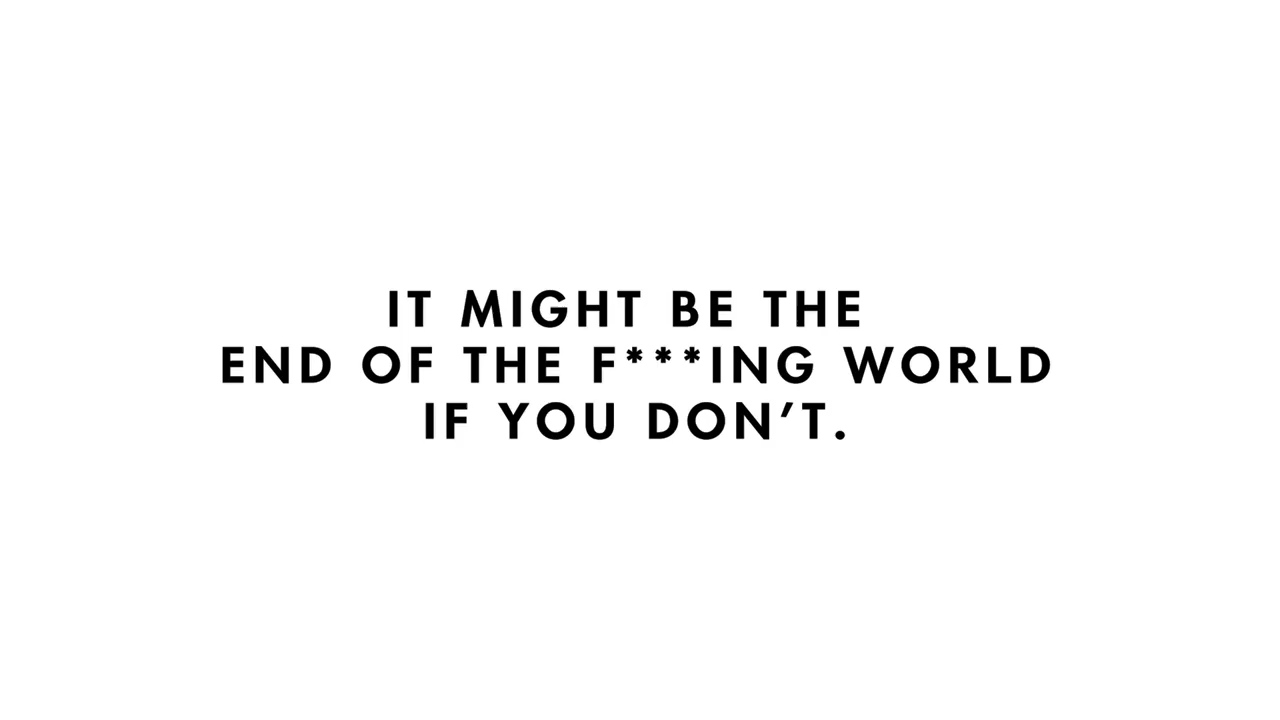 IT MIGHT BE THE
END OF THE F***ING WORLD
IF YOU DON’T.